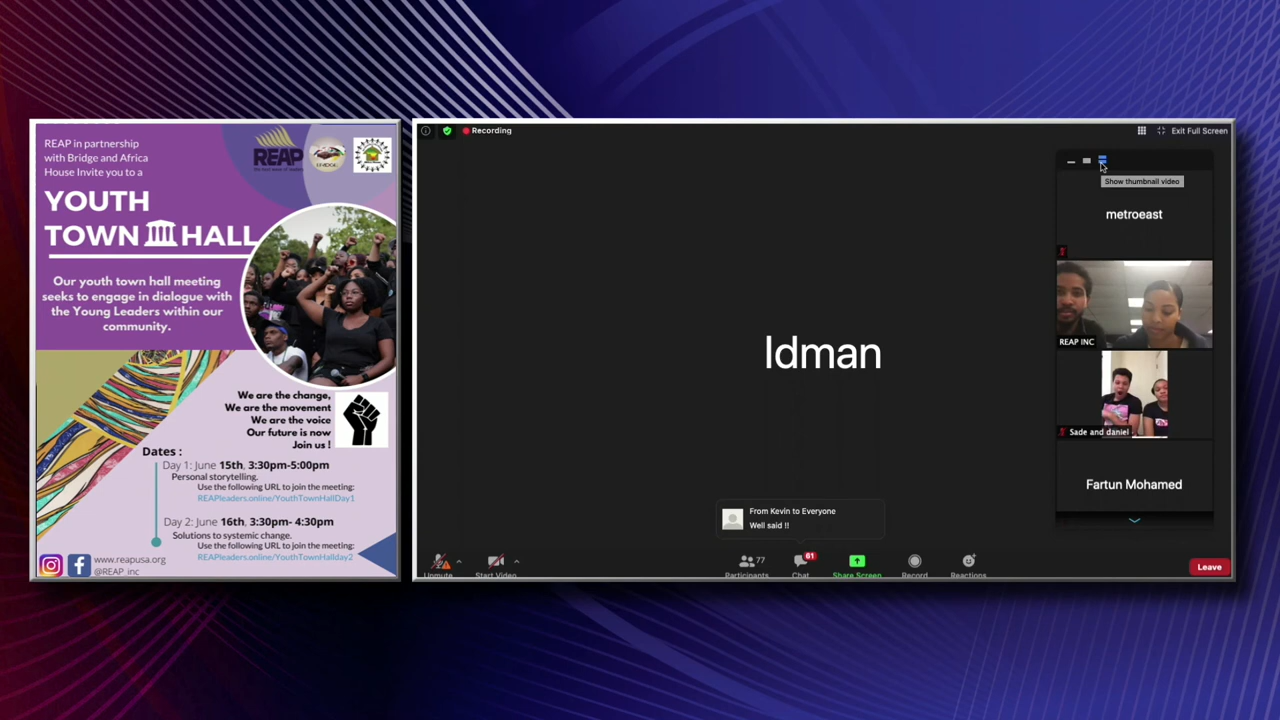 REAP in partnership
with Bridge and Africa
House Invite you to a
REAP
YOUTH
TOWN HALL
Our youth town hall meeting
seeks to engage in dialogue with
the Young Leaders within our
community.
We are the change,
We are the movement
We are the voice
Our future is now
Join us !
Dates :
Day 1: June 15th, 3:30pm-5:00pm
Personal storytelling.
Use the following URL to join the meeting:
REAPleaders.online/YouthTownHallDay1
Day 2: June 16th, 3:30pm- 4:30pm
Solutions to systemic change.
Use the following URL to join the meeting:
REAPleaders.online/YouthTownHallday2
www.reapusa.org
@REAP_inc
Recording
Exit Full Screen
Show thumbnail video
metroeast
REAP INC
Sade and daniel
Fartun Mohamed
Idman
From Kevin to Everyone
Well said !!
Unmute
Start Video
77
Participants
61
Chat
Share Screen
Record
Reactions
Leave